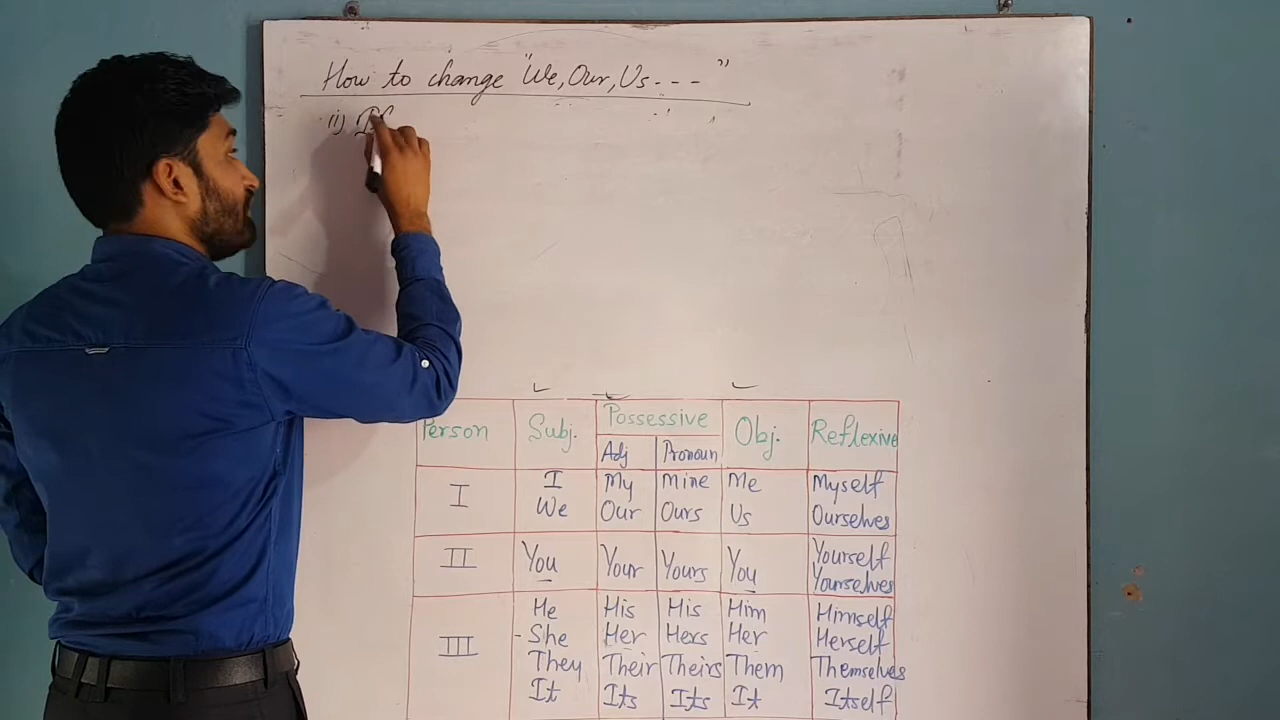 How to change "We, Our, Us - - - "
(i) If
Person Subj. Possessive Obj. Reflexive
Adj Pronoun
I I My Mine Me Myself
We Our Ours Us Ourselves
II You Your Yours You Yourself
Yourselves
He His His Him Himself
III She Her Hers Her Herself
They Their Theirs Them Themselves
It Its Its It Itself